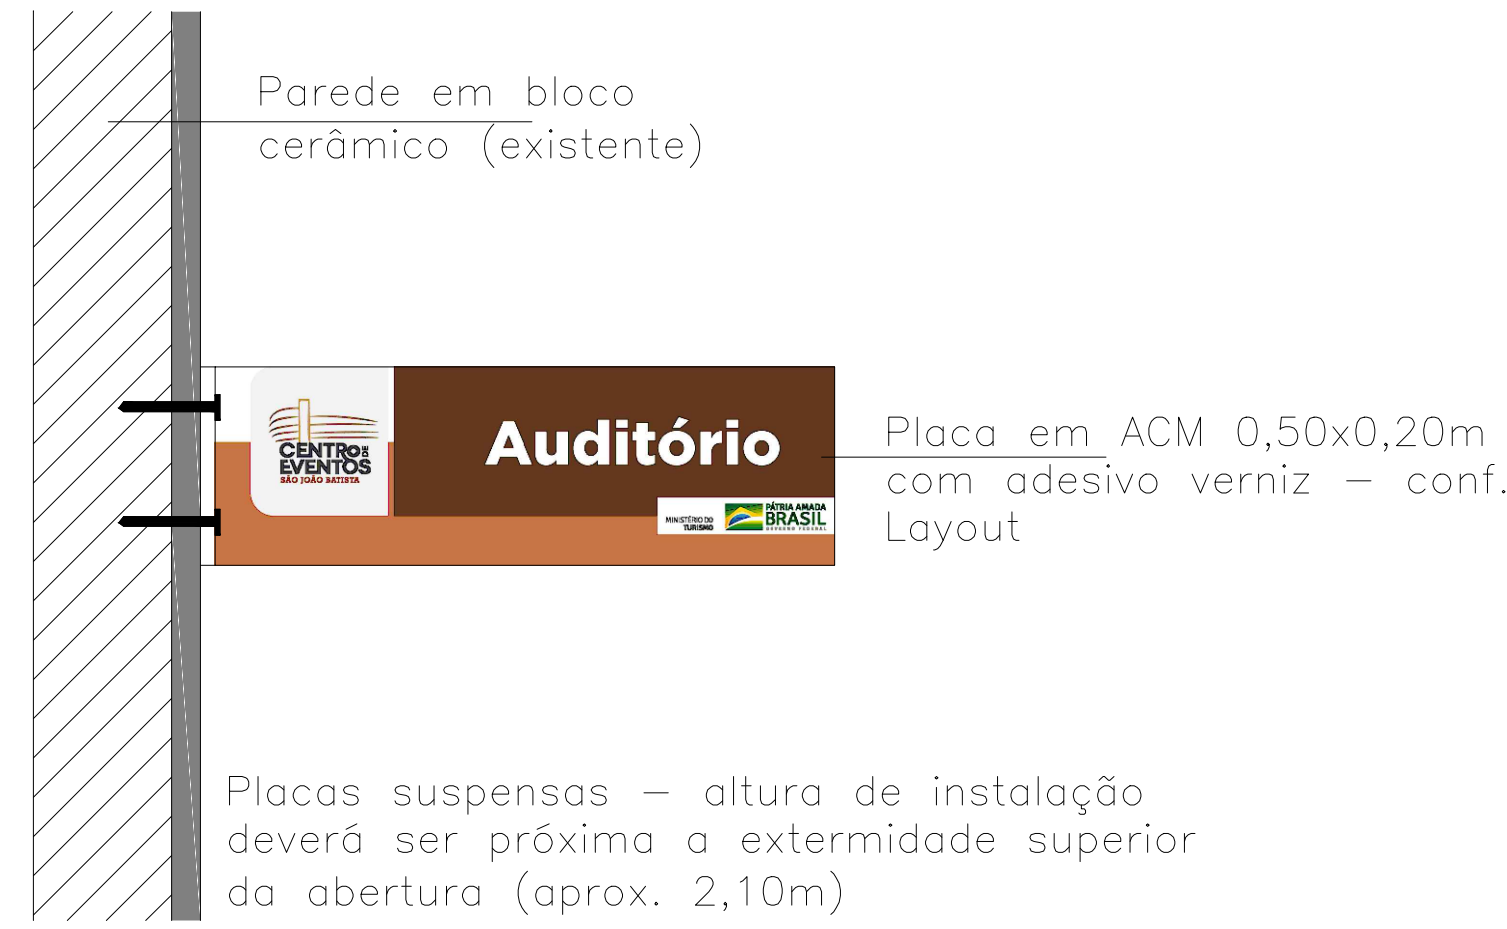 Parede em bloco
cerâmico (existente)
CENTRO DE
EVENTOS
SÃO JOÃO BATISTA
Auditório
MINISTÉRIO DO
TURISMO
PÁTRIA AMADA
BRASIL
GOVERNO FEDERAL
Placa em ACM 0,50x0,20m
com adesivo verniz – conf.
Layout
Placas suspensas – altura de instalação
deverá ser próxima a extermidade superior
da abertura (aprox. 2,10m)